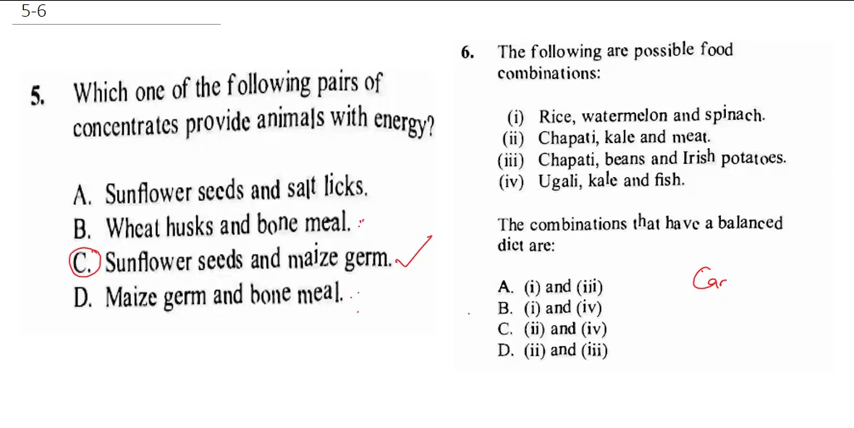 5-6
5. Which one of the following pairs of
concentrates provide animals with energy?
A. Sunflower seeds and salt licks.
B. Wheat husks and bone meal.
C. Sunflower seeds and maize germ.
D. Maize germ and bone meal.
6. The following are possible food
combinations:
(i) Rice, watermelon and spinach.
(ii) Chapati, kale and meat.
(iii) Chapati, beans and Irish potatoes.
(iv) Ugali, kale and fish.
The combinations that have a balanced
diet are:
A. (i) and (iii)
B. (i) and (iv)
C. (ii) and (iv)
D. (ii) and (iii)
Car